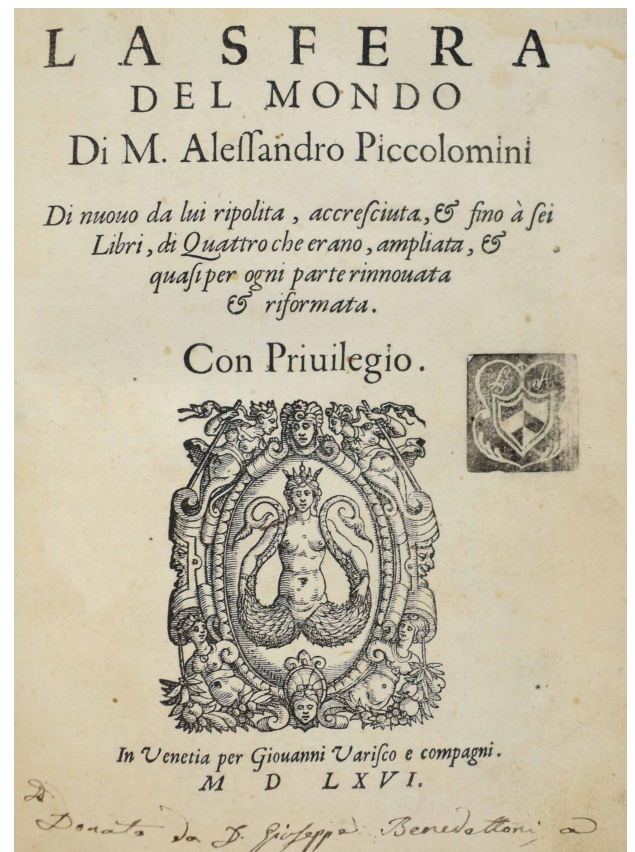 LA SFERA
DEL MONDO
Di M. Aleſſandro Piccolomini
Di nuouo da lui ripolita, accreſciuta, & fino à ſei
Libri, di Quattro che erano, ampliata, &
quaſi per ogni parte rinnouata
& riformata.
Con Priuilegio.
In Venetia per Giouanni Variſco e compagni.
M D LXVI.
Donato da D. Gioſeppe Benedettoni, a